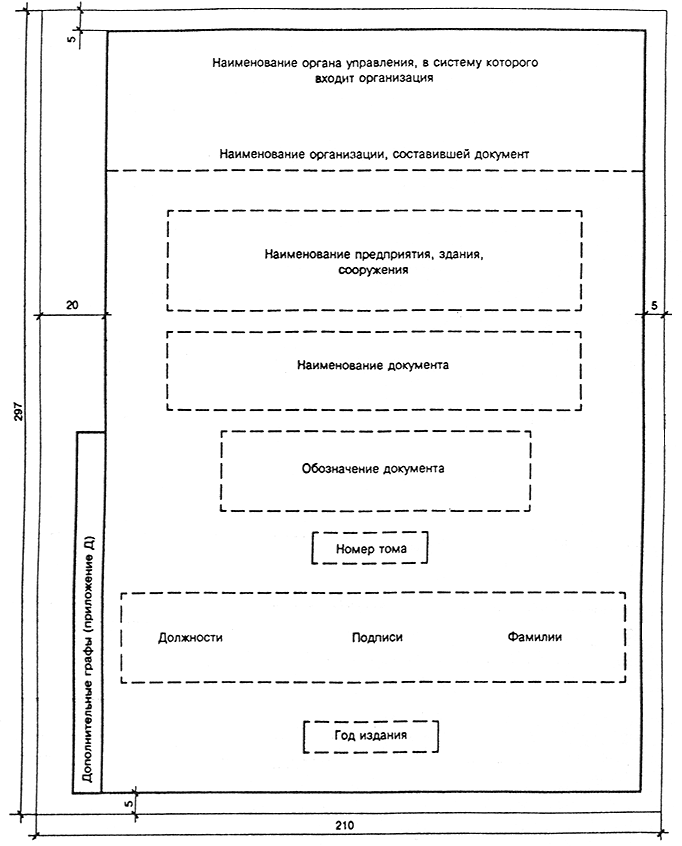 5
Наименование органа управления, в систему которого
входит организация
Наименование организации, составившей документ
Наименование предприятия, здания,
сооружения
20
5
Наименование документа
297
Обозначение документа
Номер тома
Дополнительные графы (приложение Д)
Должности Подписи Фамилии
Год издания
5
210